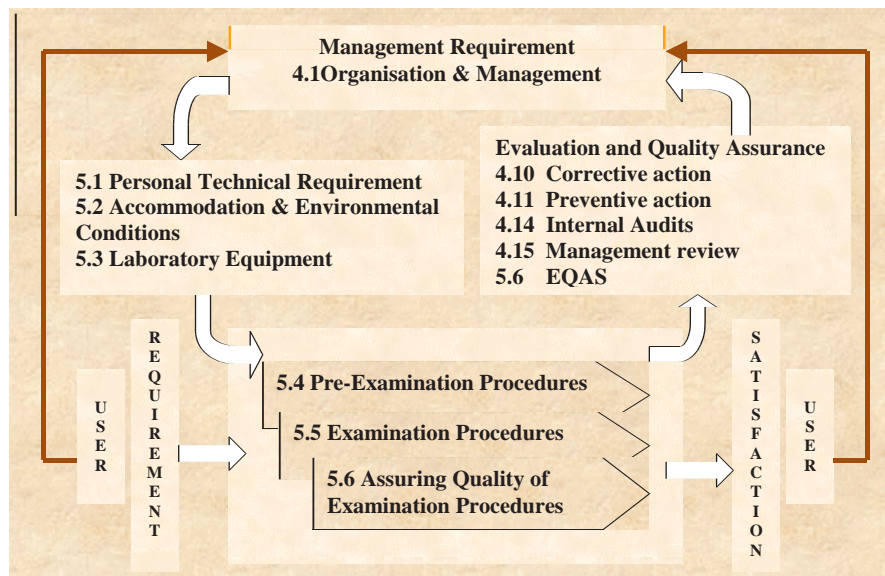 Management Requirement
4.1Organisation & Management
5.1 Personal Technical Requirement
5.2 Accommodation & Environmental
Conditions
5.3 Laboratory Equipment
Evaluation and Quality Assurance
4.10 Corrective action
4.11 Preventive action
4.14 Internal Audits
4.15 Management review
5.6 EQAS
USER
REQUIREMENT
5.4 Pre-Examination Procedures
5.5 Examination Procedures
5.6 Assuring Quality of
Examination Procedures
SATISFACTION
USER